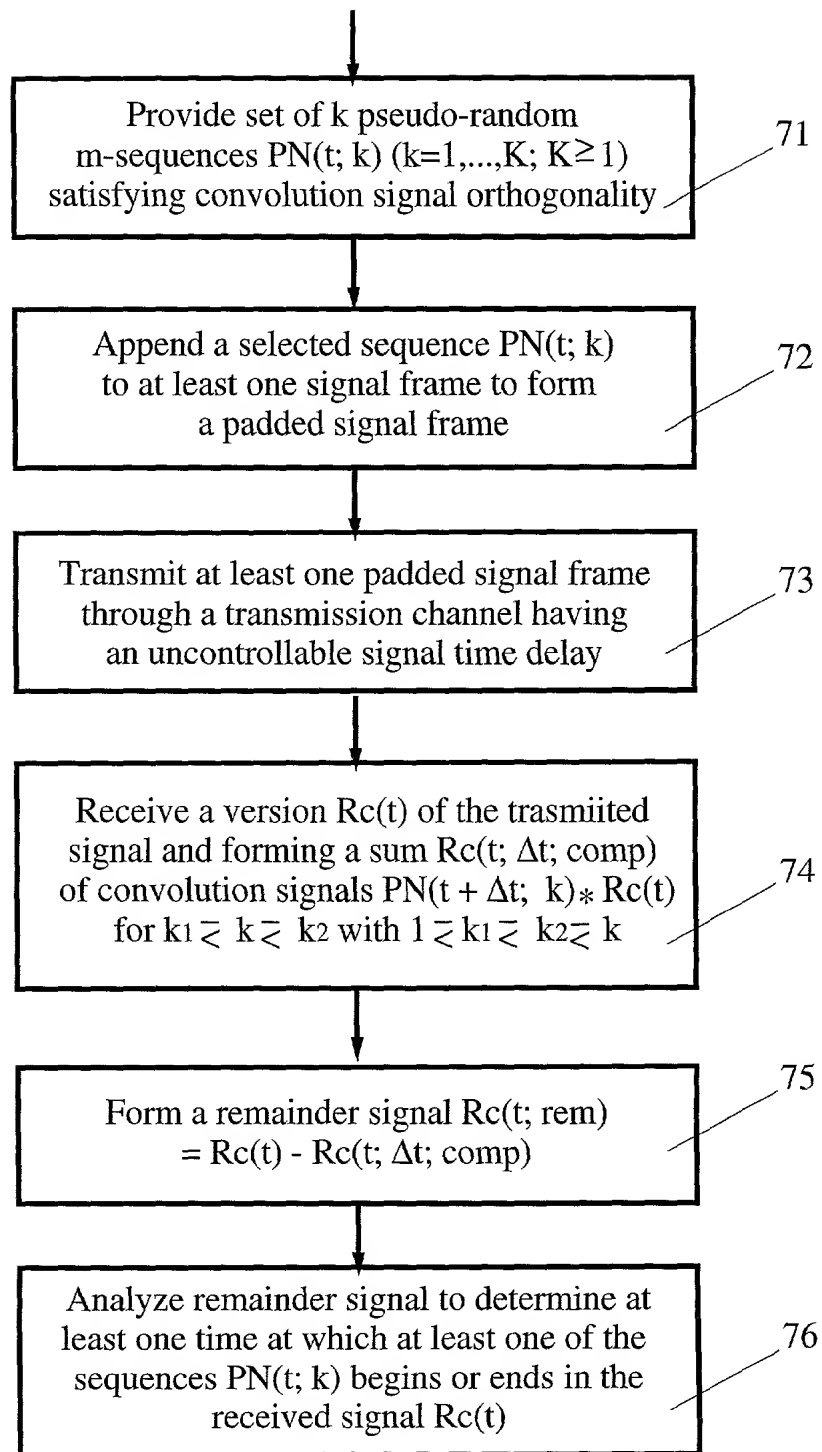 Provide set of k pseudo-random
m-sequences PN(t; k) (k=1,...,K; K≥1)
satisfying convolution signal orthogonality
71
Append a selected sequence PN(t; k)
to at least one signal frame to form
a padded signal frame
72
Transmit at least one padded signal frame
through a transmission channel having
an uncontrollable signal time delay
73
Receive a version Rc(t) of the trasmiited
signal and forming a sum Rc(t; Δt; comp)
of convolution signals PN(t + Δt; k)* Rc(t)
for k1 ≤ k ≤ k2 with 1 ≤ k1 ≤ k2 ≤ k
74
Form a remainder signal Rc(t; rem)
= Rc(t) - Rc(t; Δt; comp)
75
Analyze remainder signal to determine at
least one time at which at least one of the
sequences PN(t; k) begins or ends in the
received signal Rc(t)
76